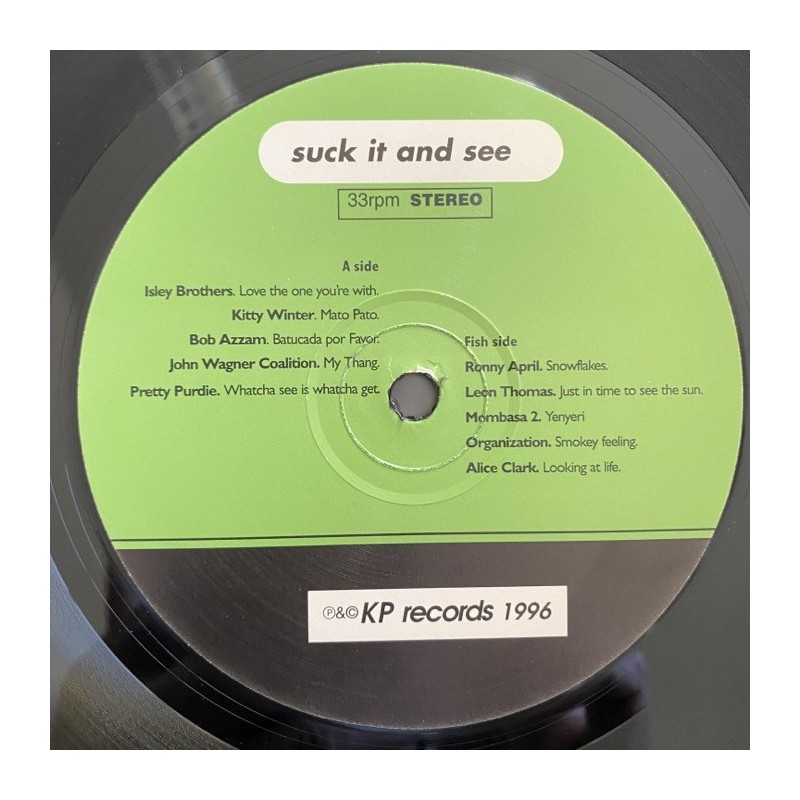 suck it and see
33rpm STEREO
A side
Isley Brothers. Love the one you're with.
Kitty Winter. Mato Pato.
Bob Azzam. Batucada por Favor.
John Wagner Coalition. My Thang.
Pretty Purdie. Whatcha see is whatcha get.
Fish side
Ronny April. Snowflakes.
Leon Thomas. Just in time to see the sun.
Mombasa 2. Yenyeri
Organization. Smokey feeling.
Alice Clark. Looking at life.
℗&© KP records 1996